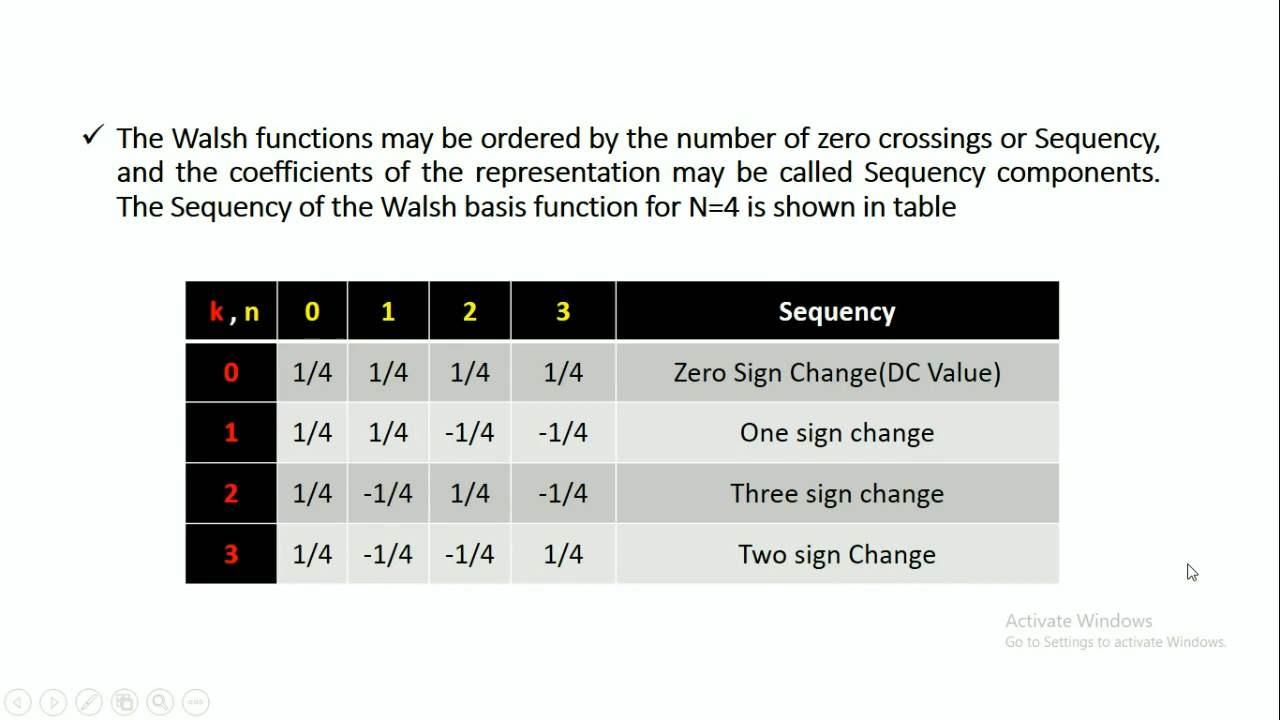 ✓ The Walsh functions may be ordered by the number of zero crossings or Sequency,
and the coefficients of the representation may be called Sequency components.
The Sequency of the Walsh basis function for N=4 is shown in table
k , n 0 1 2 3 Sequency
0 1/4 1/4 1/4 1/4 Zero Sign Change(DC Value)
1 1/4 1/4 -1/4 -1/4 One sign change
2 1/4 -1/4 1/4 -1/4 Three sign change
3 1/4 -1/4 -1/4 1/4 Two sign Change
Activate Windows
Go to Settings to activate Windows.